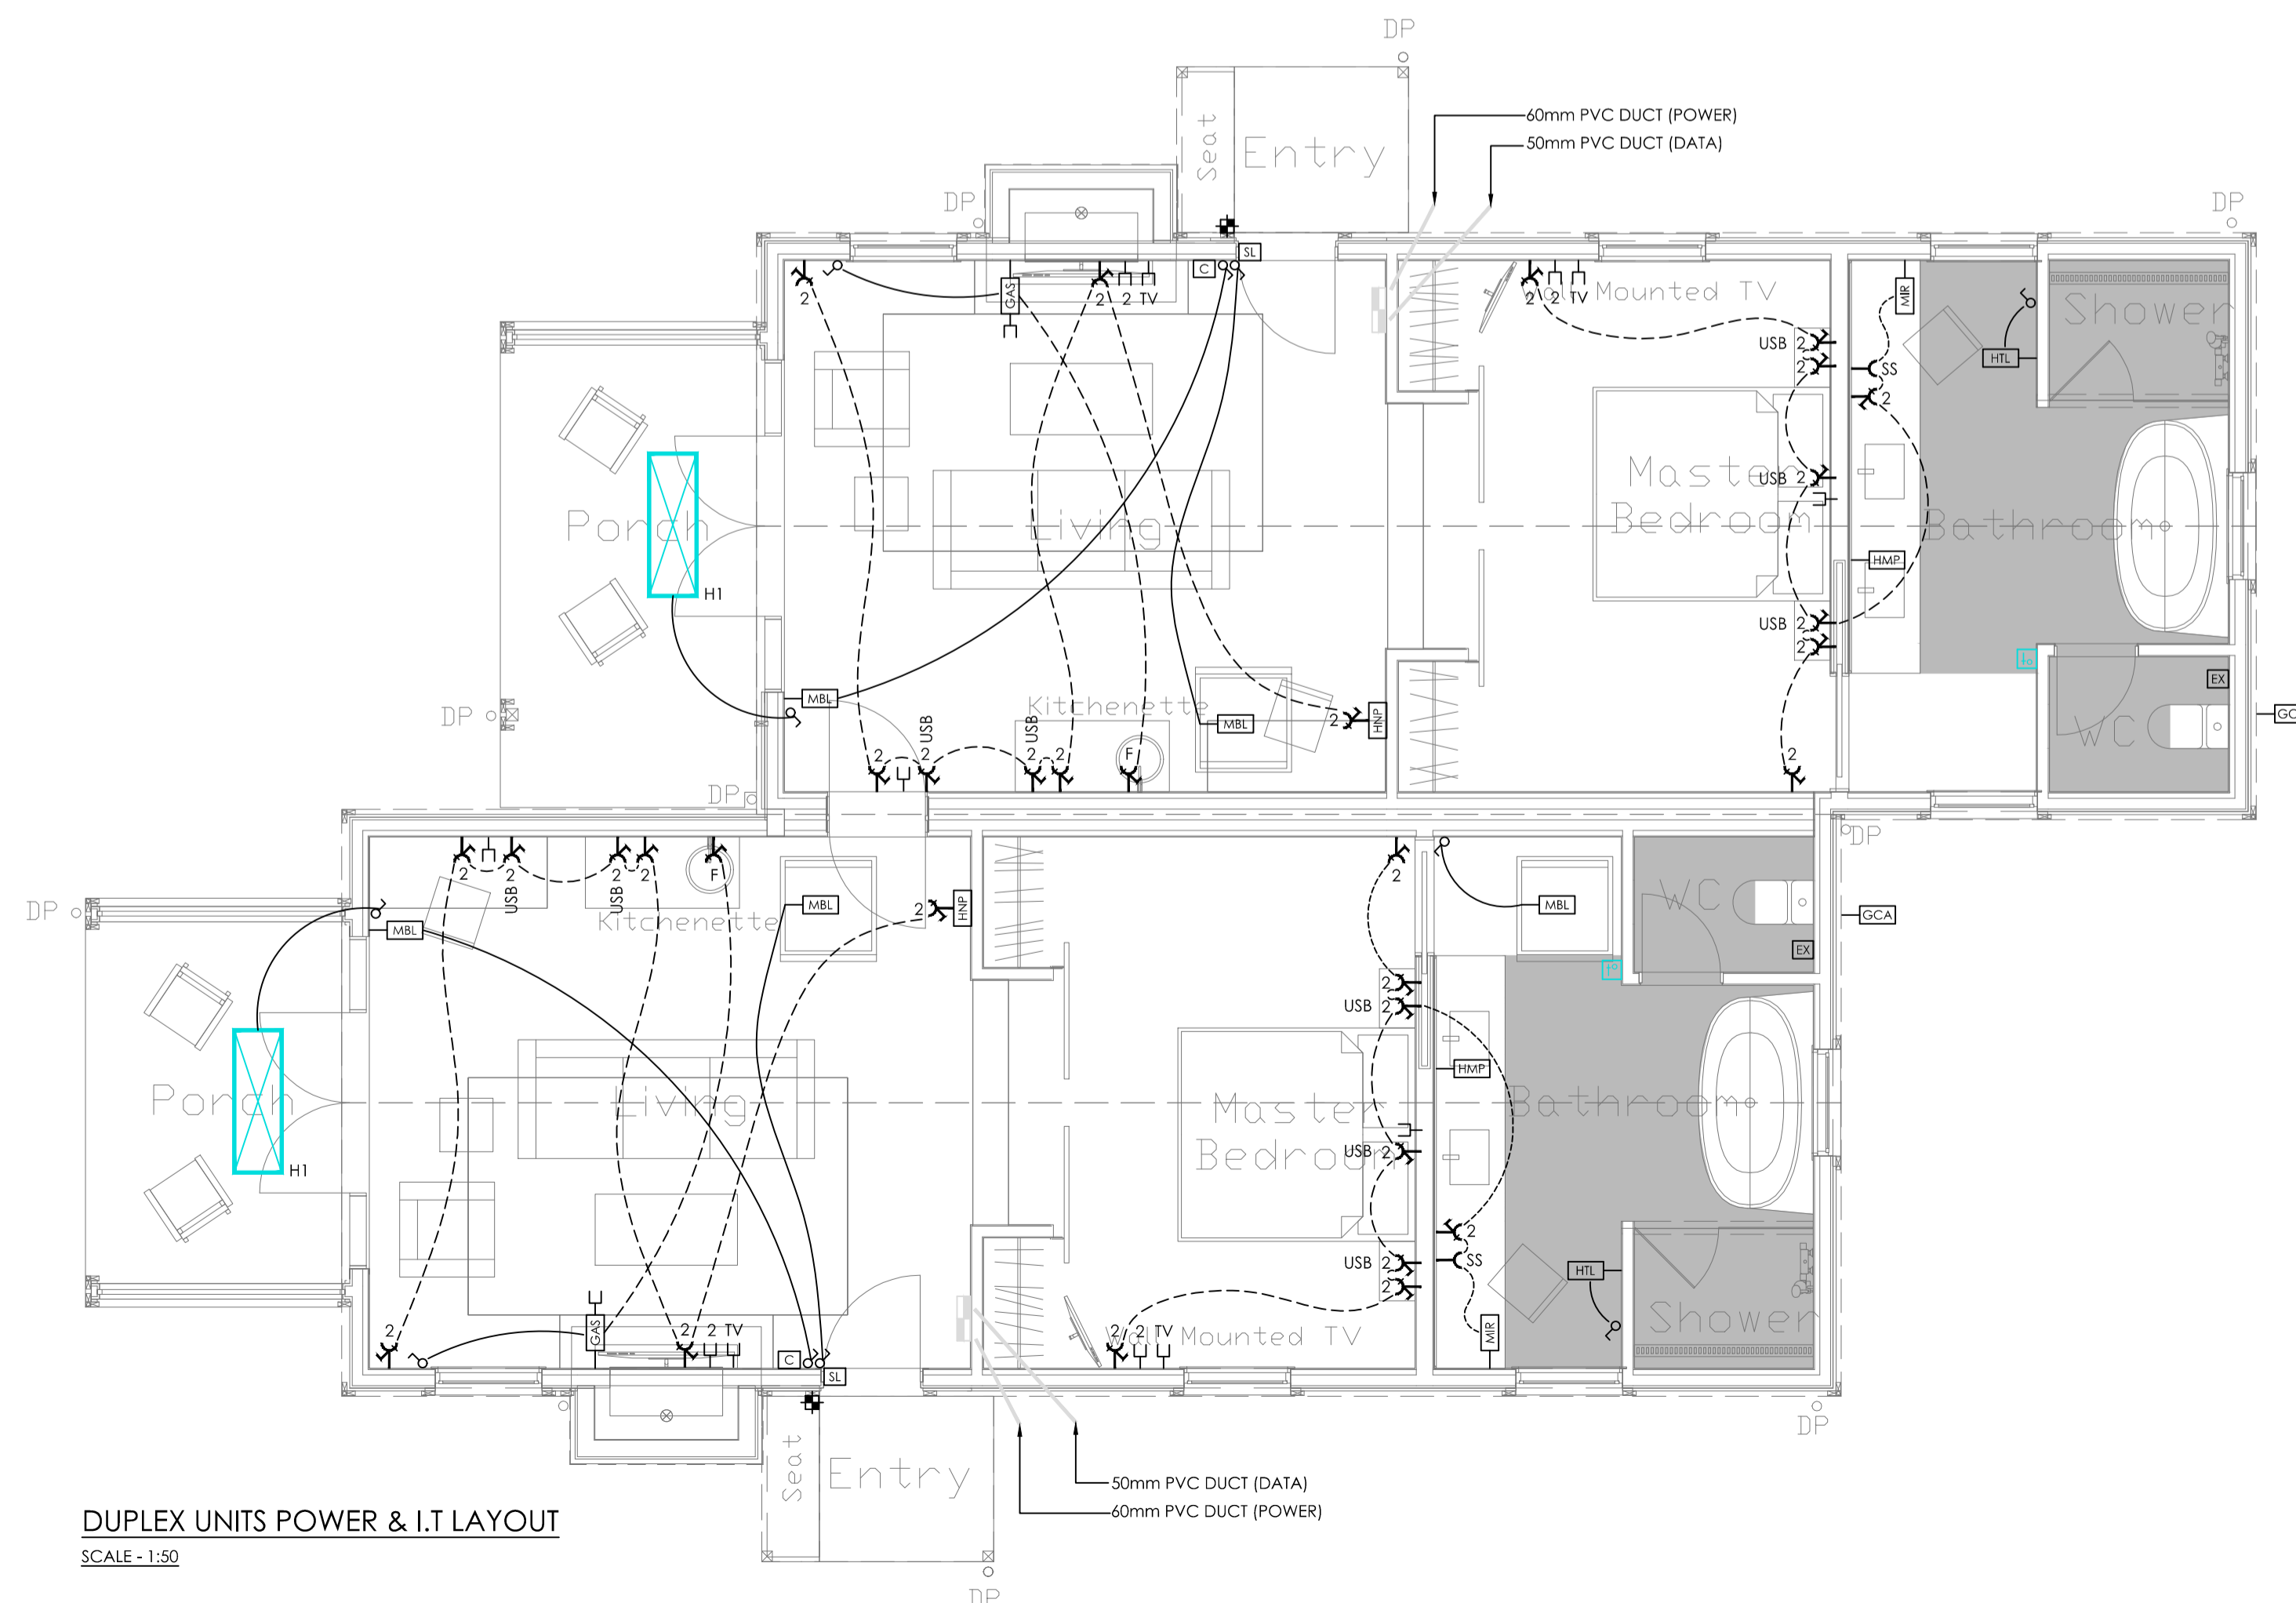 DP
60mm PVC DUCT (POWER)
50mm PVC DUCT (DATA)
Seat
Entry
DP
DP
SL
C
2
GAS
2
2
TV
2
2
TV
Wall Mounted TV
MIR
Shower
USB
2
2
SS
2
HTL
Porch
H1
Living
Master
Bedroom
USB
2
HMP
Bathroom
USB
2
2
EX
DP
MBL
Kitchenette
MBL
2
HNP
GC
WC
2
USB
2
USB
2
2
F
2
DP
DP
2
USB
2
USB
2
2
F
Kitchenette
MBL
2
HNP
2
MBL
WC
GCA
EX
DP
MBL
2
USB
2
HMP
Porch
H1
Living
Master
Bedroom
USB
2
Bathroom
2
SS
USB
2
2
HTL
Shower
2
GAS
2
2
TV
C
SL
2
2
TV
Wall Mounted TV
MIR
DP
Seat
Entry
50mm PVC DUCT (DATA)
60mm PVC DUCT (POWER)
DUPLEX UNITS POWER & I.T LAYOUT
SCALE - 1:50
DP